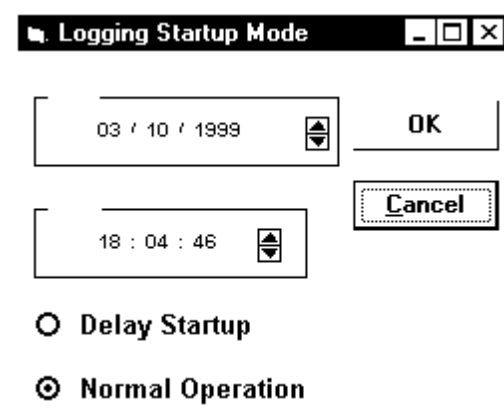 Logging Startup Mode
03 / 10 / 1999
OK
Cancel
18 : 04 : 46
Delay Startup
Normal Operation